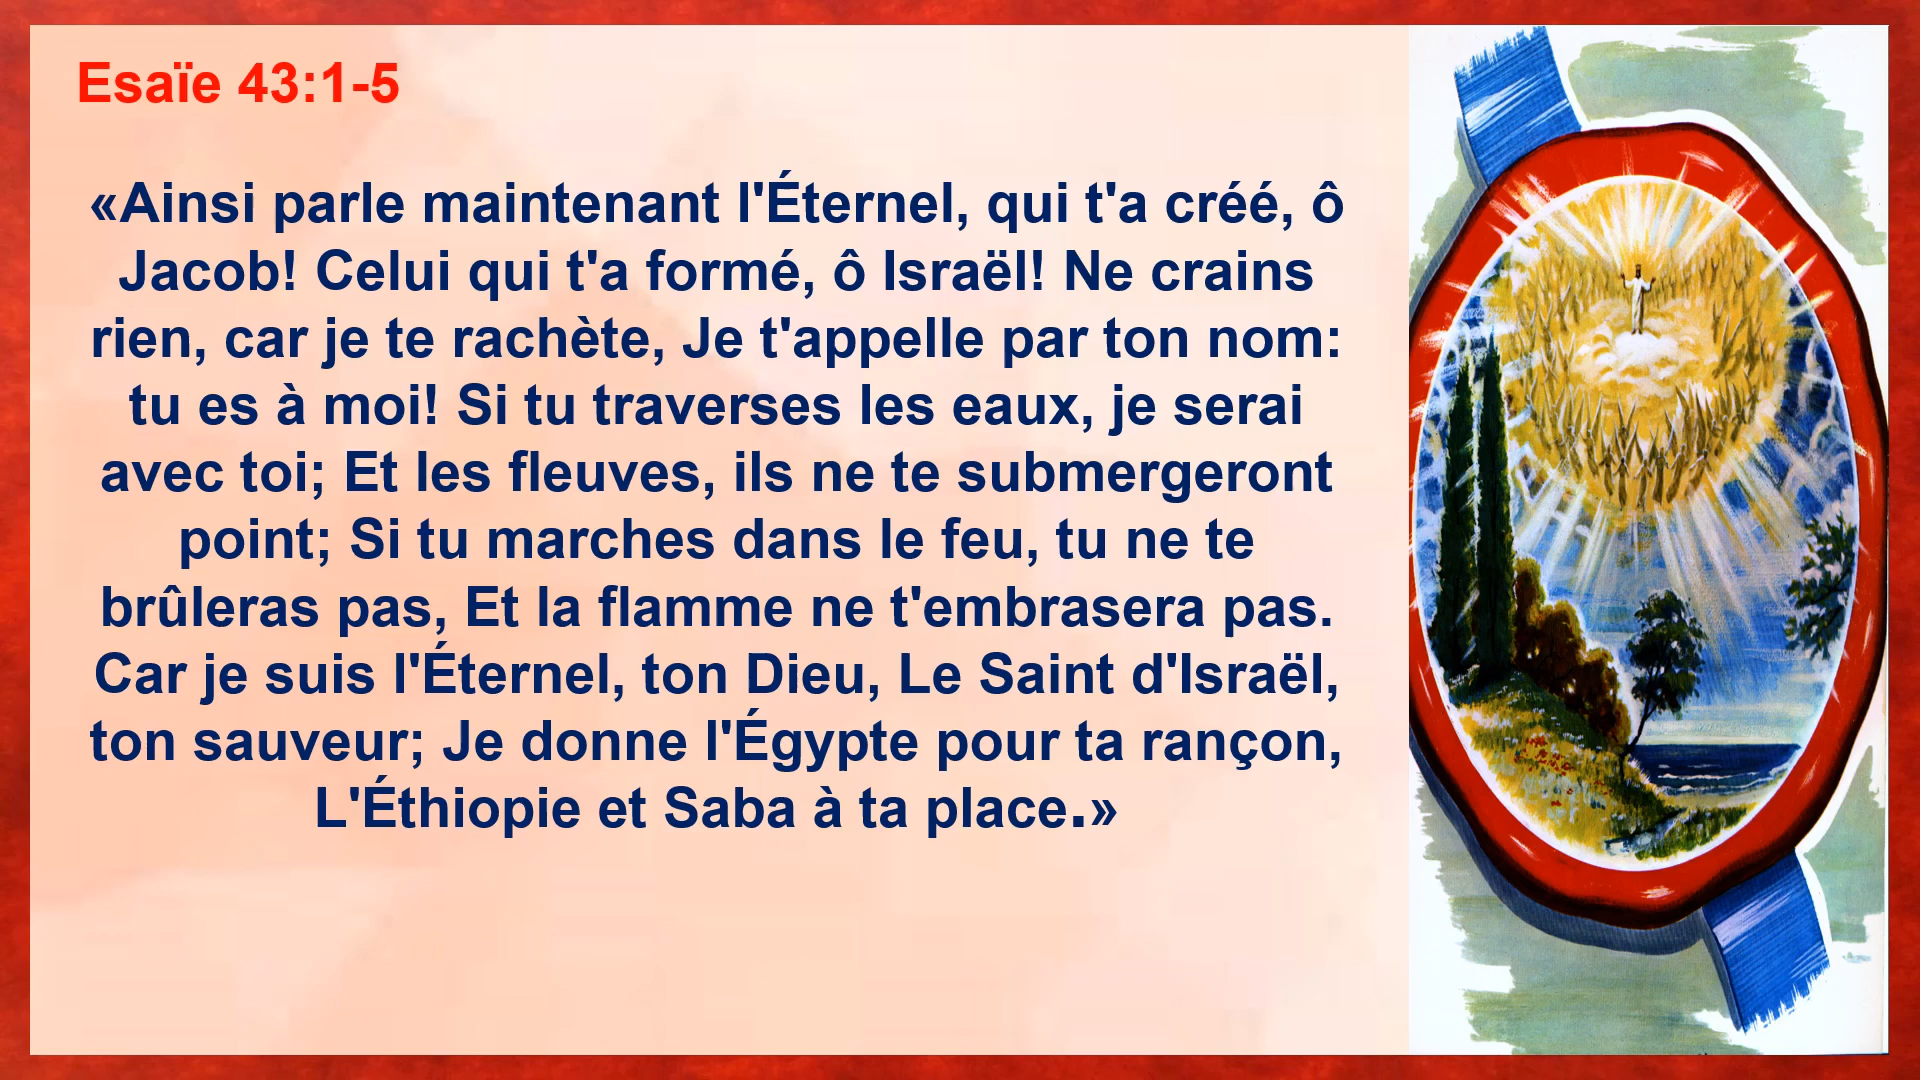 Esaïe 43:1-5
«Ainsi parle maintenant l'Éternel, qui t'a créé, ô
Jacob! Celui qui t'a formé, ô Israël! Ne crains
rien, car je te rachète, Je t'appelle par ton nom:
tu es à moi! Si tu traverses les eaux, je serai
avec toi; Et les fleuves, ils ne te submergeront
point; Si tu marches dans le feu, tu ne te
brûleras pas, Et la flamme ne t'embrasera pas.
Car je suis l'Éternel, ton Dieu, Le Saint d'Israël,
ton sauveur; Je donne l'Égypte pour ta rançon,
L'Éthiopie et Saba à ta place.»